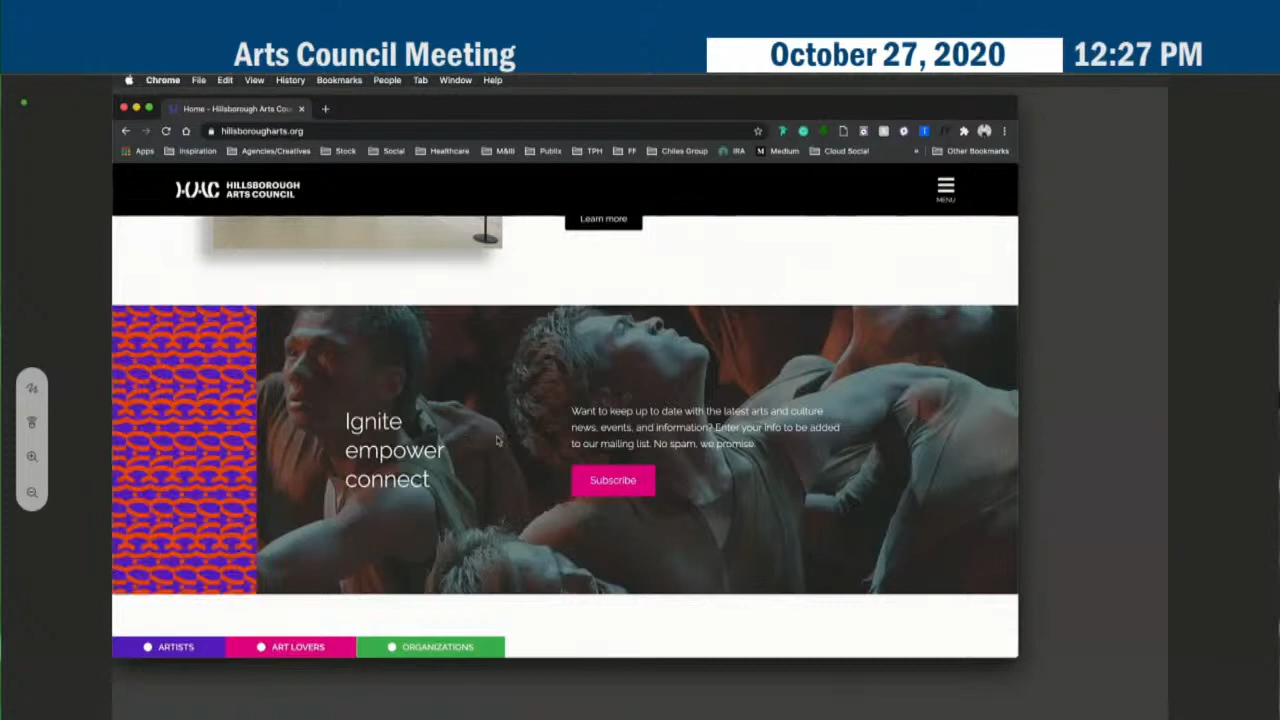 Arts Council Meeting
October 27, 2020
12:27 PM
Chrome File Edit View History Bookmarks People Tab Window Help
Home - Hillsborough Arts Cou
hillsborougharts.org
Apps Inspiration Agencies/Creatives Stock Social Healthcare M&III Publix TPH FF Chiles Group IRA M Medium Cloud Social » Other Bookmarks
HAC HILLSBOROUGH
ARTS COUNCIL
MENU
Learn more
Ignite
empower
connect
Want to keep up to date with the latest arts and culture
news, events, and information? Enter your info to be added
to our mailing list. No spam, we promise.
Subscribe
ARTISTS
ART LOVERS
ORGANIZATIONS